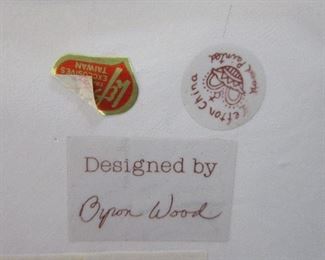 EXCLUSIVES
TAIWAN
Lefton China
Hand Painted
Designed by
Byron Wood